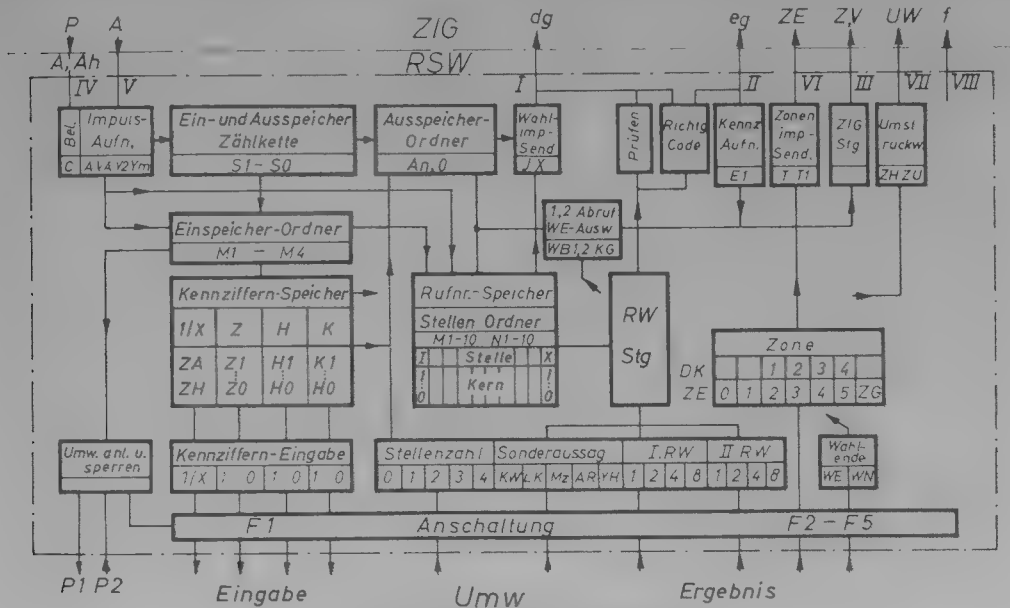 P A dg eg ZE Z,V UW f
ZIG
A, Ah
RSW
IV V I II VI III VII VIII
Bel. Impuls-Aufn.
C A VA Y2 Ym
Ein- und Ausspeicher
Zählkette
S1-S0
Ausspeicher-
Ordner
An, 0
Wahl-
imp-
Send.
J X
Prüfen
Richtg
Code
Kennz
Aufn.
E1
Zonen
imp-
Send.
T T1
ZIG
Stg
Umst
ruckw.
ZH ZU
Einspeicher-Ordner
M1 - M4
1,2 Abruf
WE-Ausw
WB1,2 KG
Kennziffern-Speicher
1/X Z H K
ZA Z1 H1 K1
ZH Z0 H0 H0
Rufnr.-Speicher
Stellen Ordner
M1-10 N1-10
I Stelle X
1 Kern 1
0 0
RW
Stg
Zone
DK 1 2 3 4
ZE 0 1 2 3 4 5 ZG
Umw. anl. u.
sperren
Kennziffern-Eingabe
1/X 1 0 1 0 1 0
Stellenzahl Sonderaussag I.RW II RW
0 1 2 3 4 KW LK Mz AR YH 1 2 4 8 1 2 4 8
Wahl-
ende
WE WN
F1 Anschaltung F2-F5
P1 P2 Eingabe Umw Ergebnis